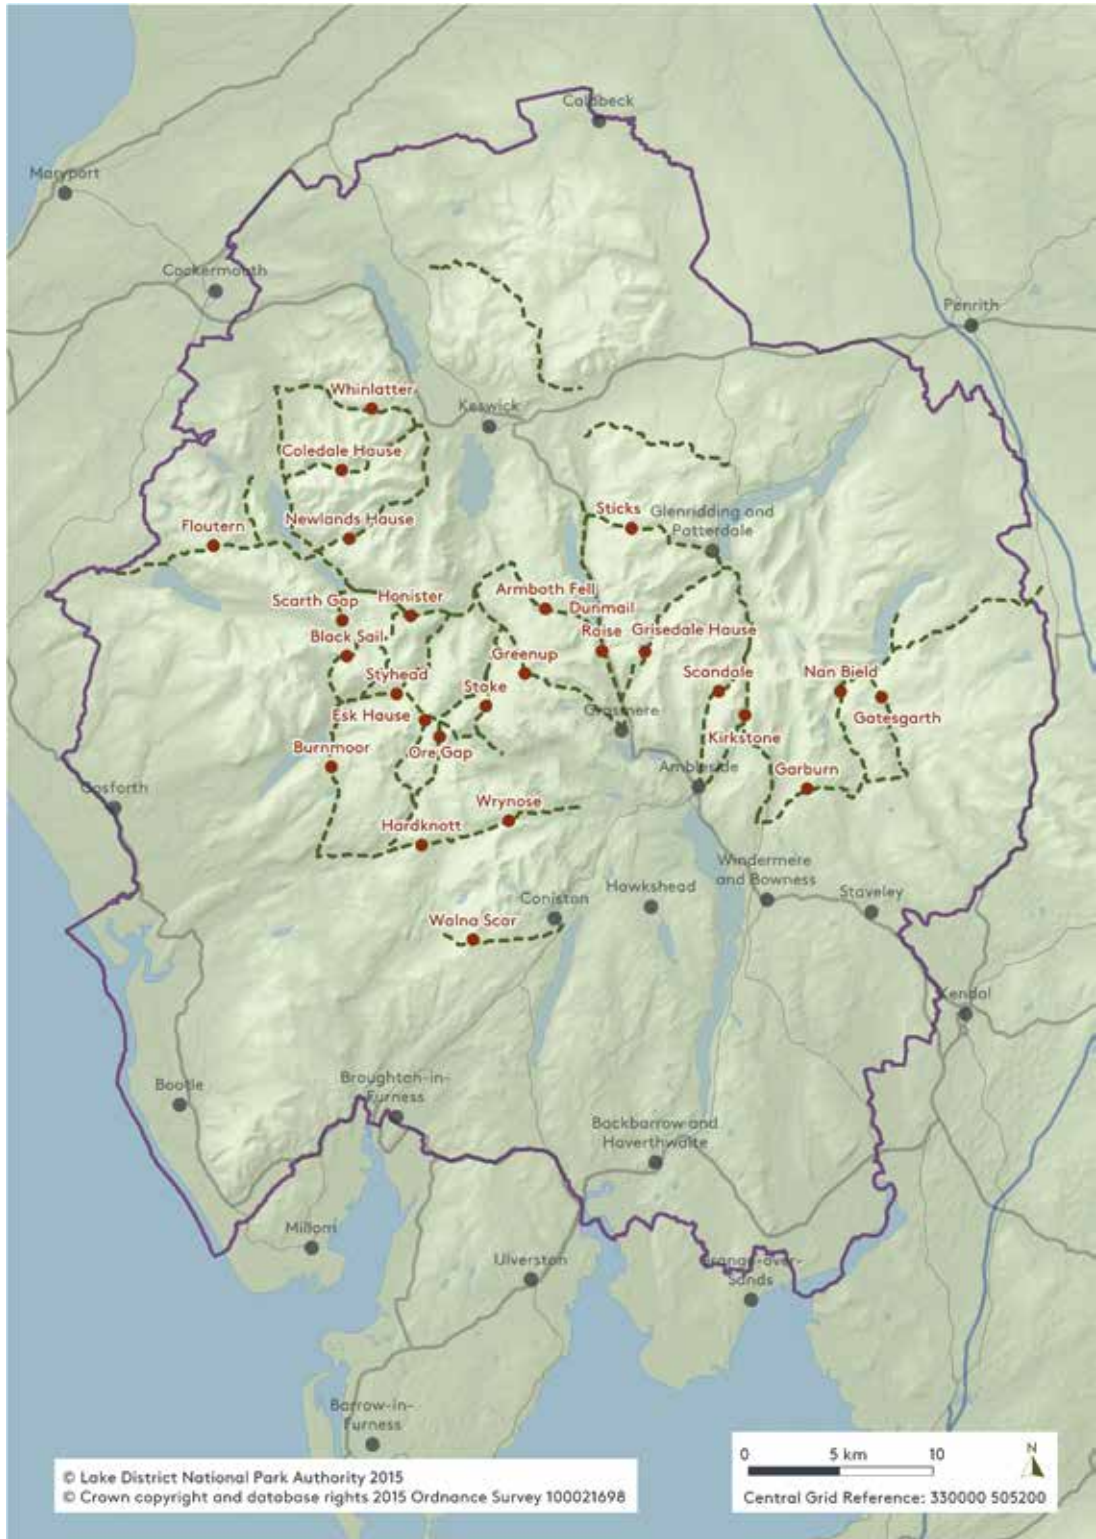 Caldbeck
Maryport
Cockermouth
Penrith
Whinlatter
Keswick
Coledale Hause
Newlands Hause
Floutern
Sticks
Glenridding and
Patterdale
Scarth Gap
Honister
Armboth Fell
Dunmail
Raise
Grisedale Hause
Black Sail
Greenup
Styhead
Stake
Scandale
Nan Bield
Esk Hause
Grasmere
Gatesgarth
Burnmoor
Ore Gap
Kirkstone
Ambleside
Garburn
Gosforth
Wrynose
Hardknott
Windermere
and Bowness
Hawkshead
Staveley
Coniston
Walna Scar
Kendal
Bootle
Broughton-in-
Furness
Backbarrow and
Haverthwaite
Millom
Ulverston
Grange-over-
Sands
Barrow-in-
Furness
0 5 km 10
N
Central Grid Reference: 330000 505200
© Lake District National Park Authority 2015
© Crown copyright and database rights 2015 Ordnance Survey 100021698